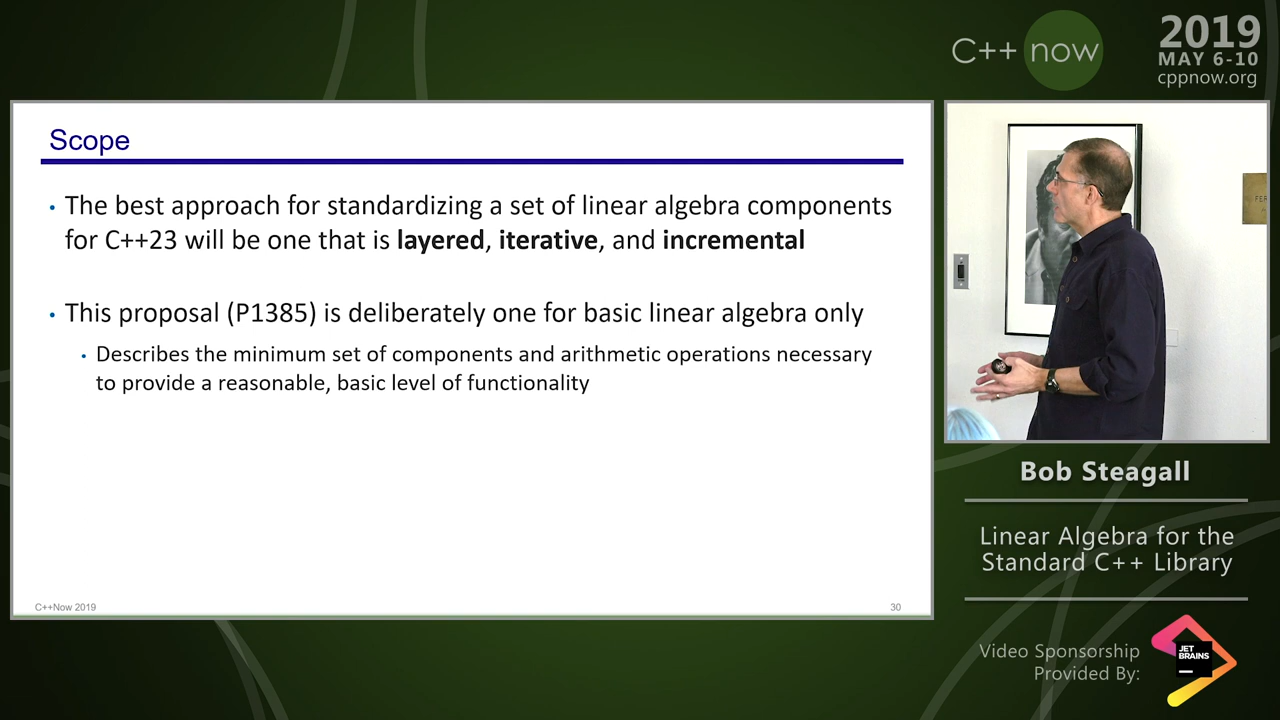 C++ now
2019
MAY 6-10
cppnow.org
Scope
• The best approach for standardizing a set of linear algebra components
for C++23 will be one that is layered, iterative, and incremental
• This proposal (P1385) is deliberately one for basic linear algebra only
• Describes the minimum set of components and arithmetic operations necessary
to provide a reasonable, basic level of functionality
C++Now 2019
30
Bob Steagall
Linear Algebra for the
Standard C++ Library
Video Sponsorship
Provided By:
JET
BRAINS